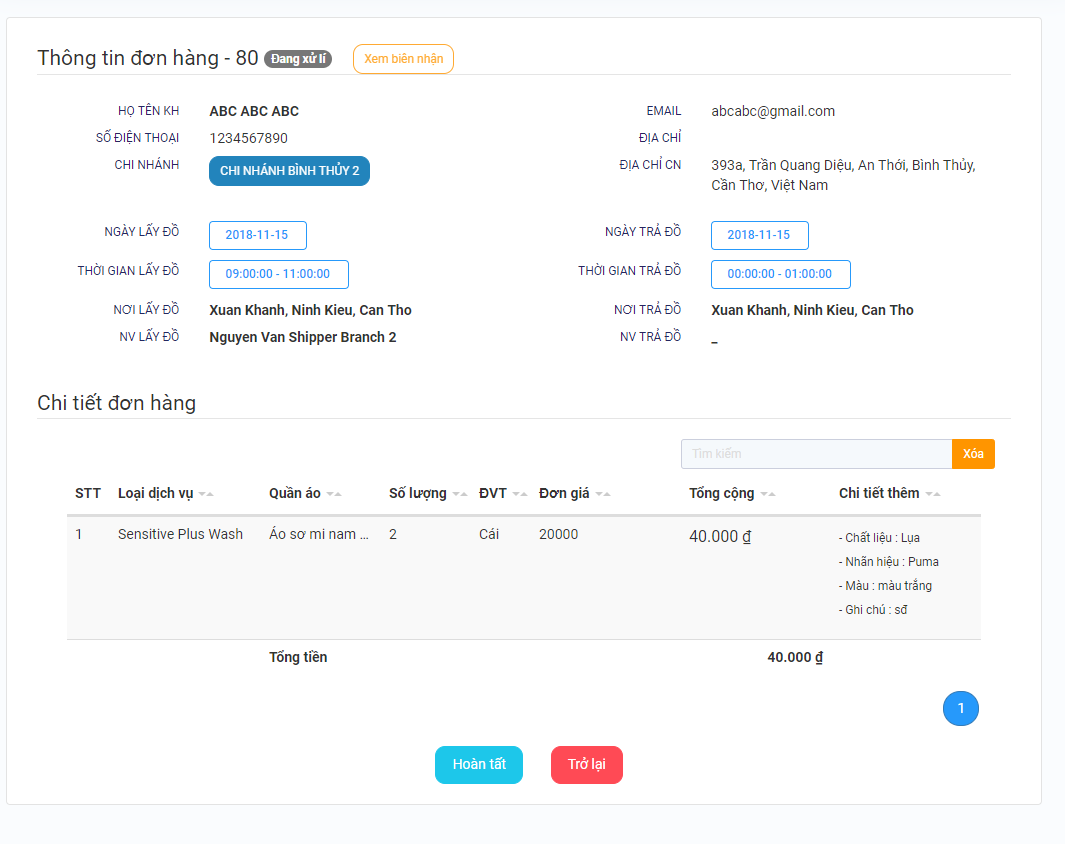 Thông tin đơn hàng - 80 Đang xử lí Xem biên nhận
HỌ TÊN KH ABC ABC ABC EMAIL abcabc@gmail.com
SỐ ĐIỆN THOẠI 1234567890 ĐỊA CHỈ
CHI NHÁNH CHI NHÁNH BÌNH THỦY 2 ĐỊA CHỈ CN 393a, Trần Quang Diệu, An Thới, Bình Thủy,
Cần Thơ, Việt Nam
NGÀY LẤY ĐỒ 2018-11-15 NGÀY TRẢ ĐỒ 2018-11-15
THỜI GIAN LẤY ĐỒ 09:00:00 - 11:00:00 THỜI GIAN TRẢ ĐỒ 00:00:00 - 01:00:00
NƠI LẤY ĐỒ Xuan Khanh, Ninh Kieu, Can Tho NƠI TRẢ ĐỒ Xuan Khanh, Ninh Kieu, Can Tho
NV LẤY ĐỒ Nguyen Van Shipper Branch 2 NV TRẢ ĐỒ _
Chi tiết đơn hàng
Tìm kiếm Xóa
STT Loại dịch vụ Quần áo Số lượng ĐVT Đơn giá Tổng cộng Chi tiết thêm
1 Sensitive Plus Wash Áo sơ mi nam ... 2 Cái 20000 40.000 ₫ - Chất liệu : Lụa
- Nhãn hiệu : Puma
- Màu : màu trắng
- Ghi chú : sđ
Tổng tiền 40.000 ₫
1
Hoàn tất Trở lại